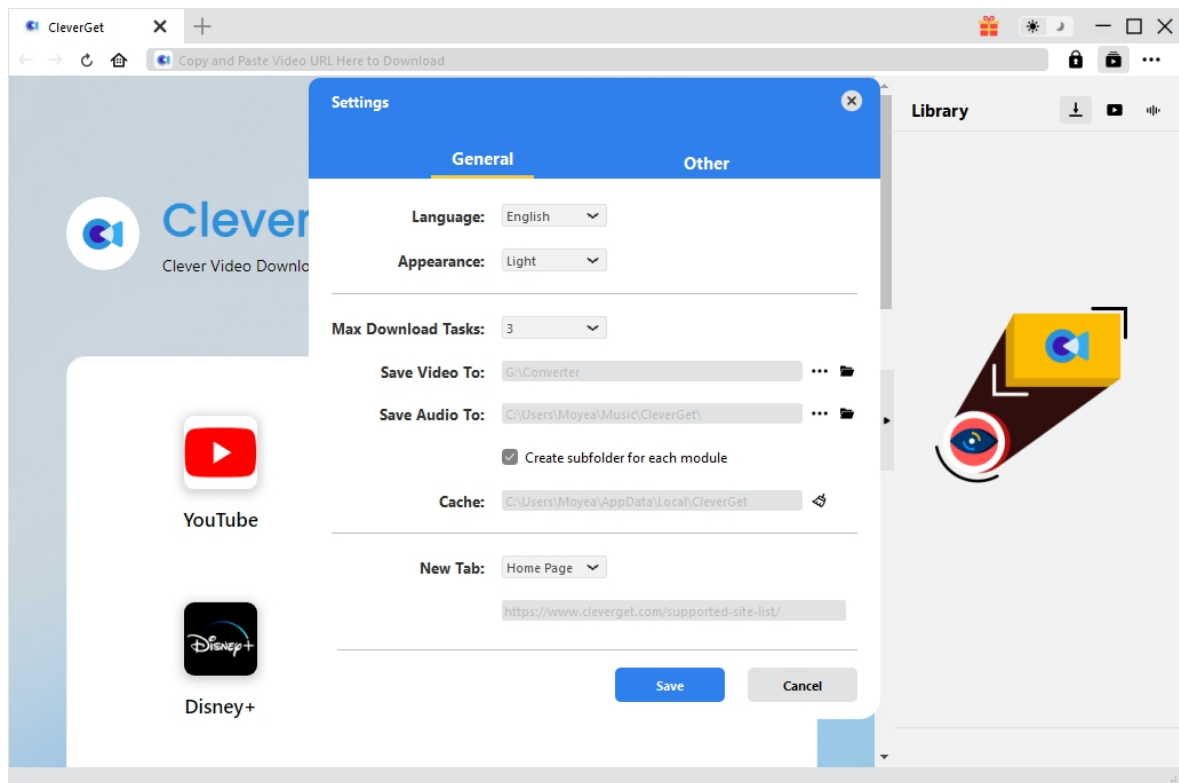 CleverGet
Copy and Paste Video URL Here to Download
Settings
General
Other
Library
Clever
Clever Video Downlo
Language:
English
Appearance:
Light
Max Download Tasks:
3
Save Video To:
G:\Converter
Save Audio To:
C:\Users\Moyea\Music\CleverGet\
Create subfolder for each module
Cache:
C:\Users\Moyea\AppData\Local\CleverGet
New Tab:
Home Page
https://www.cleverget.com/supported-site-list/
Save
Cancel
YouTube
Disney+
Disney+